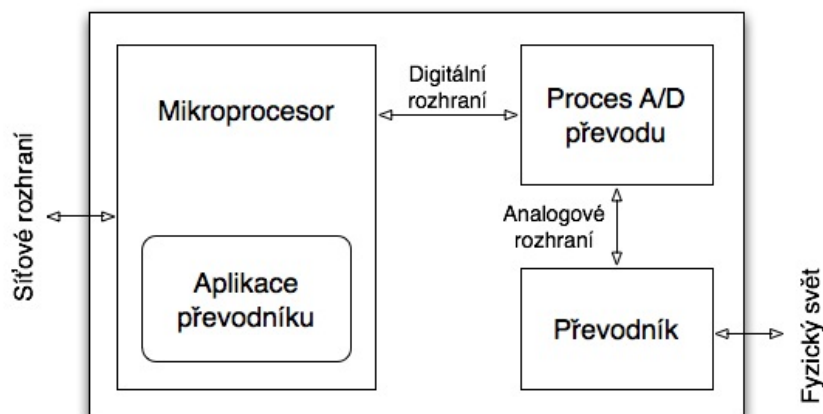 Síťové rozhraní
Mikroprocesor
Aplikace
převodníku
Digitální
rozhraní
Proces A/D
převodu
Analogové
rozhraní
Převodník
Fyzický svět